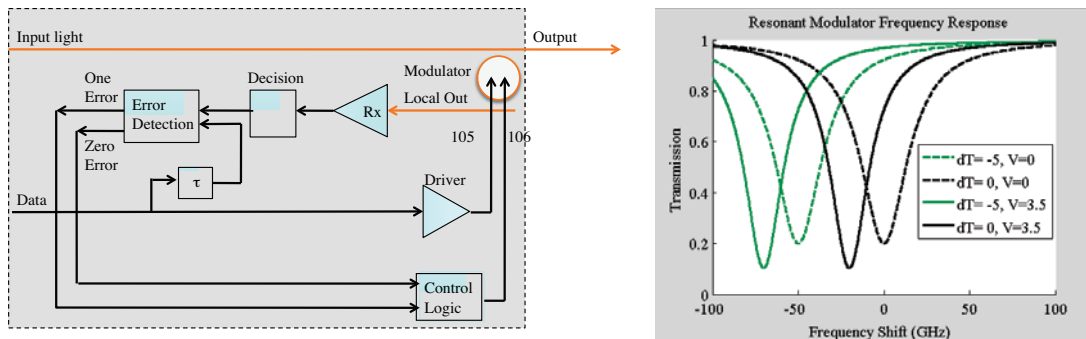 Input light
Output
One
Error
Decision
Modulator
Error
Detection
Rx
Local Out
105
106
Zero
Error
τ
Driver
Data
Control
Logic
Resonant Modulator Frequency Response
Transmission
1
0.8
0.6
0.4
0.2
0
dT= -5, V=0
dT= 0, V=0
dT= -5, V=3.5
dT= 0, V=3.5
-100
-50
0
50
100
Frequency Shift (GHz)